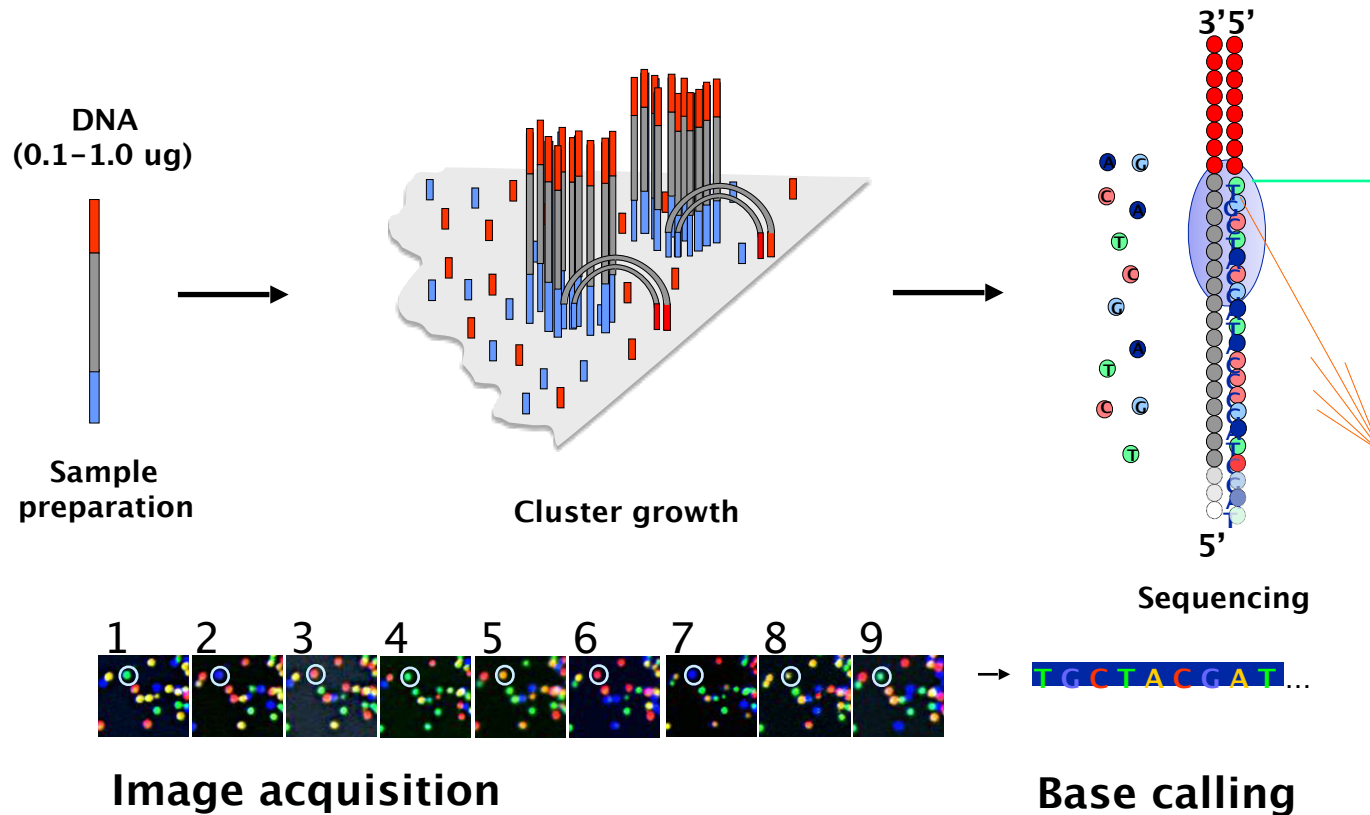 3’5’
DNA
(0.1–1.0 ug)
A G
C
A
T
C
G
A
T
C G
T
T
G
C
T
A
C
G
A
T
A
C
C
C
G
A
T
C
G
A
T
5’
Sample
preparation
Cluster growth
Sequencing
1 2 3 4 5 6 7 8 9
TGCTACGAT...
Image acquisition
Base calling